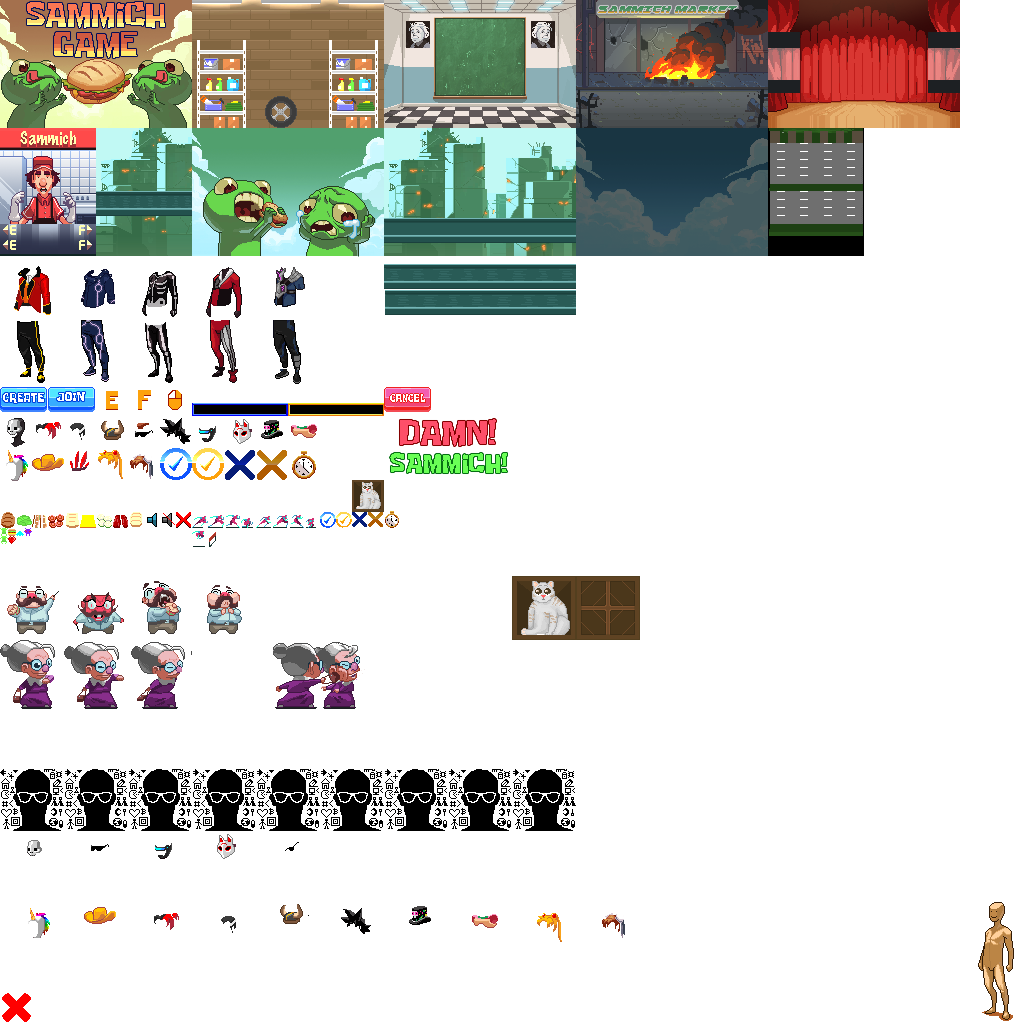 SAMMICH
GAME
SAMMICH MARKET
Sammich
E F
E F
CREATE
JOIN
E F
CANCEL
DAMN!
SAMMICH!